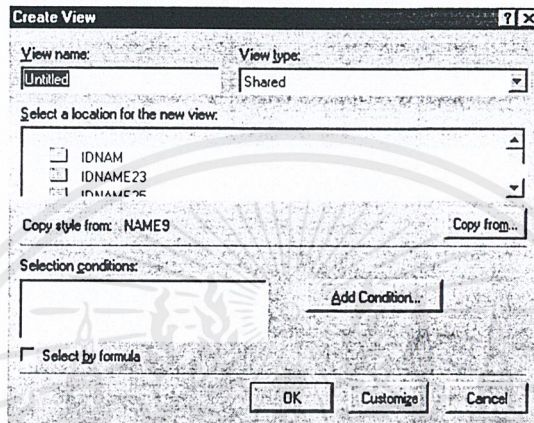 Create View
View name: View type:
Untitled Shared
Select a location for the new view:
IDNAM
IDNAME23
IDNAME25
Copy style from: NAME9 Copy from...
Selection conditions:
Add Condition...
Select by formula
OK Customize Cancel